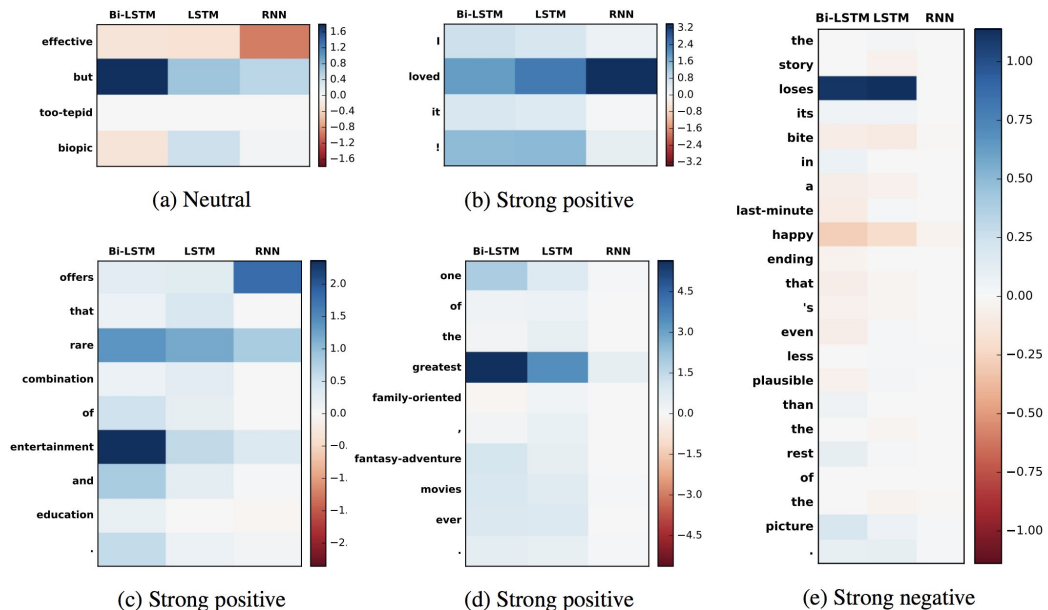 Bi-LSTM LSTM RNN
effective
but
too-tepid
biopic
1.6
1.2
0.8
0.4
0.0
−0.4
−0.8
−1.2
−1.6
(a) Neutral
Bi-LSTM LSTM RNN
I
loved
it
!
3.2
2.4
1.6
0.8
0.0
−0.8
−1.6
−2.4
−3.2
(b) Strong positive
Bi-LSTM LSTM RNN
offers
that
rare
combination
of
entertainment
and
education
.
2.0
1.5
1.0
0.5
0.0
−0.
−1.
−1.
−2.
(c) Strong positive
Bi-LSTM LSTM RNN
one
of
the
greatest
family-oriented
,
fantasy-adventure
movies
ever
.
4.5
3.0
1.5
0.0
−1.5
−3.0
−4.5
(d) Strong positive
Bi-LSTM LSTM RNN
the
story
loses
its
bite
in
a
last-minute
happy
ending
that
's
even
less
plausible
than
the
rest
of
the
picture
.
1.00
0.75
0.50
0.25
0.00
−0.25
−0.50
−0.75
−1.00
(e) Strong negative